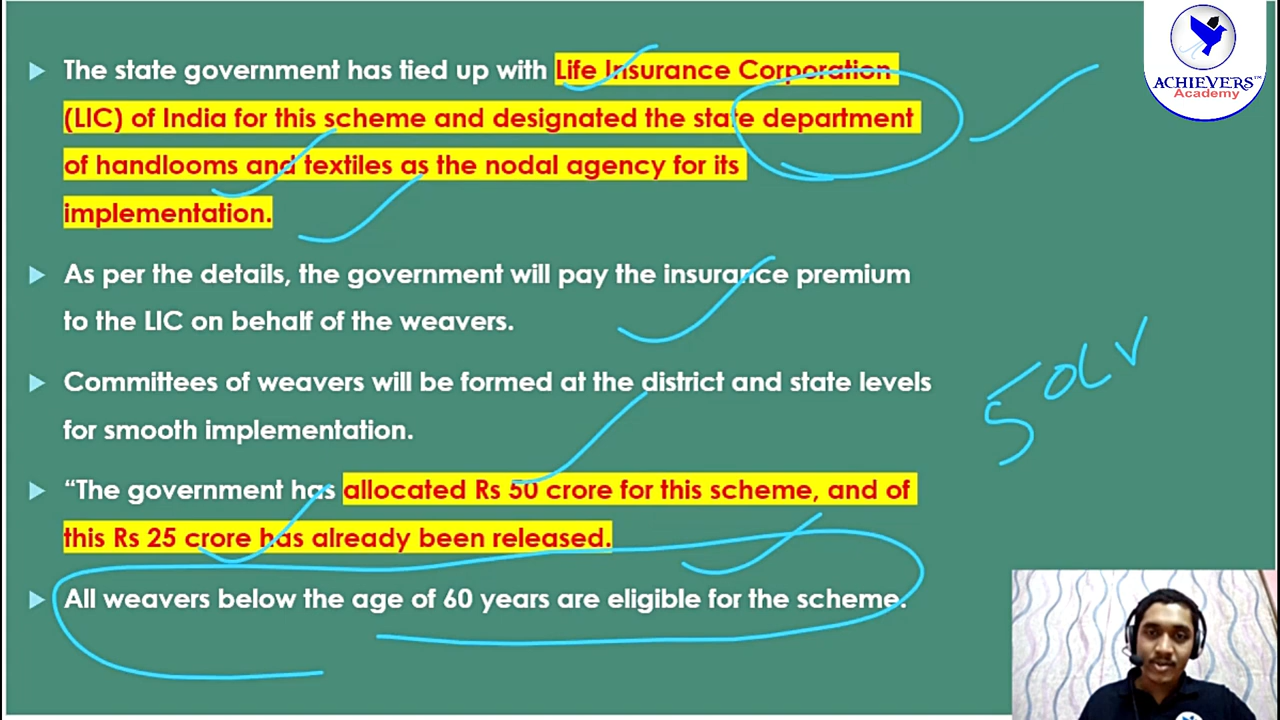 The state government has tied up with Life Insurance Corporation
(LIC) of India for this scheme and designated the state department
of handlooms and textiles as the nodal agency for its
implementation.
As per the details, the government will pay the insurance premium
to the LIC on behalf of the weavers.
Committees of weavers will be formed at the district and state levels
for smooth implementation.
“The government has allocated Rs 50 crore for this scheme, and of
this Rs 25 crore has already been released.
All weavers below the age of 60 years are eligible for the scheme.
ACHIEVERS™
Academy